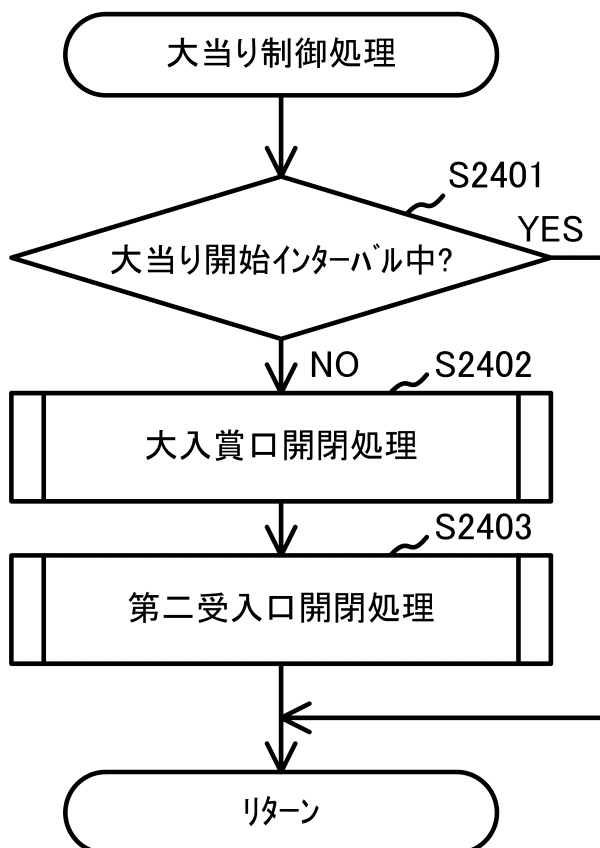 大当り制御処理
S2401
YES
大当り開始ｲﾝﾀｰﾊﾞﾙ中?
NO
S2402
大入賞口開閉処理
S2403
第二受入口開閉処理
ﾘﾀｰﾝ